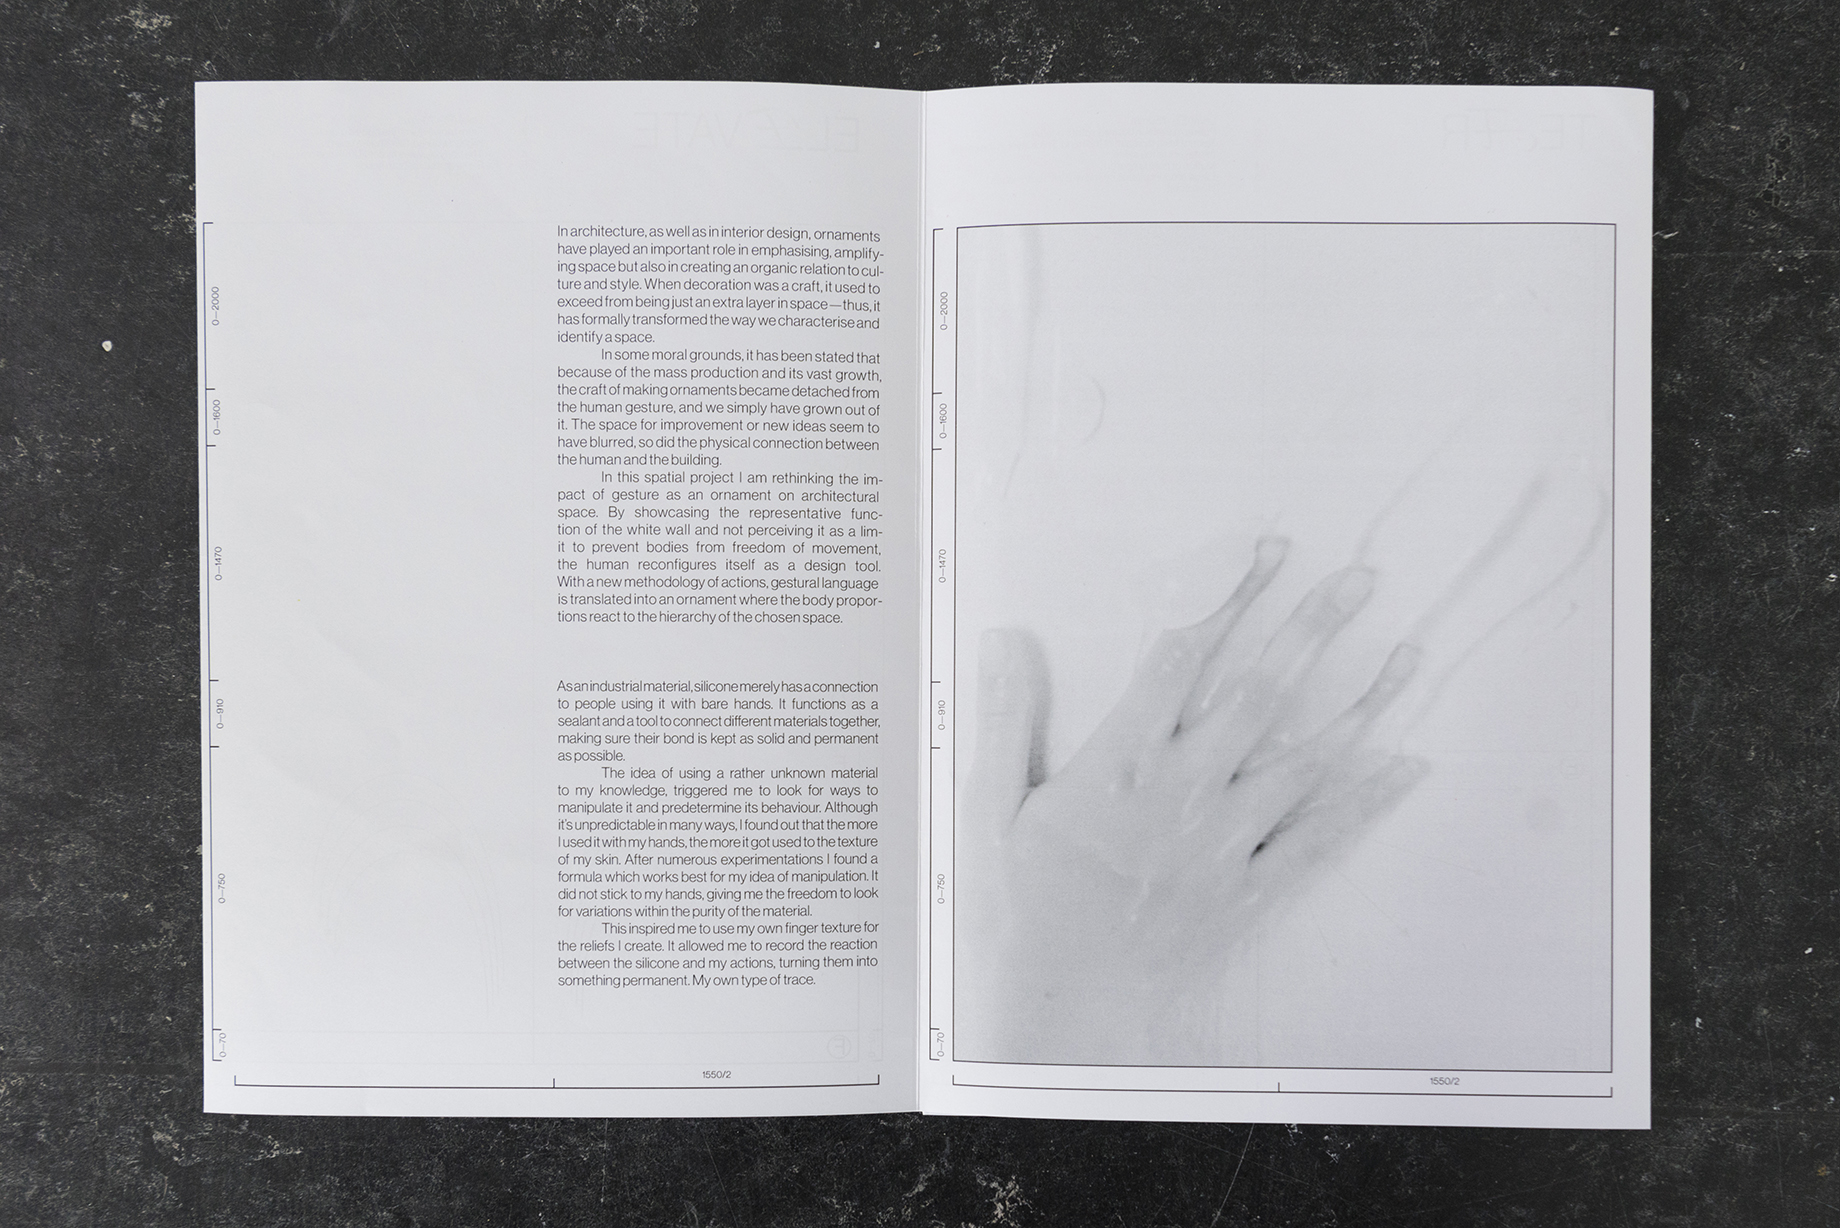 In architecture, as well as in interior design, ornaments
have played an important role in emphasising, amplify-
ing space but also in creating an organic relation to cul-
ture and style. When decoration was a craft, it used to
exceed from being just an extra layer in space—thus, it
has formally transformed the way we characterise and
identify a space.
In some moral grounds, it has been stated that
because of the mass production and its vast growth,
the craft of making ornaments became detached from
the human gesture, and we simply have grown out of
it. The space for improvement or new ideas seem to
have blurred, so did the physical connection between
the human and the building.
In this spatial project I am rethinking the im-
pact of gesture as an ornament on architectural
space. By showcasing the representative func-
tion of the white wall and not perceiving it as a lim-
it to prevent bodies from freedom of movement,
the human reconfigures itself as a design tool.
With a new methodology of actions, gestural language
is translated into an ornament where the body propor-
tions react to the hierarchy of the chosen space.
As an industrial material, silicone merely has a connection
to people using it with bare hands. It functions as a
sealant and a tool to connect different materials together,
making sure their bond is kept as solid and permanent
as possible.
The idea of using a rather unknown material
to my knowledge, triggered me to look for ways to
manipulate it and predetermine its behaviour. Although
it's unpredictable in many ways, I found out that the more
I used it with my hands, the more it got used to the texture
of my skin. After numerous experimentations I found a
formula which works best for my idea of manipulation. It
did not stick to my hands, giving me the freedom to look
for variations within the purity of the material.
This inspired me to use my own finger texture for
the reliefs I create. It allowed me to record the reaction
between the silicone and my actions, turning them into
something permanent. My own type of trace.
0—2000
0—1600
0—1470
0—910
0—750
0—70
1550/2
0—2000
0—1600
0—1470
0—910
0—750
0—70
1550/2